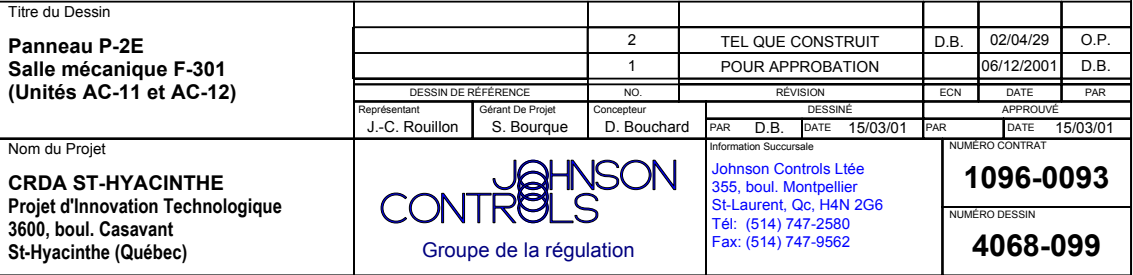 Titre du Dessin
Panneau P-2E
Salle mécanique F-301
(Unités AC-11 et AC-12)
2 TEL QUE CONSTRUIT D.B. 02/04/29 O.P.
1 POUR APPROBATION 06/12/2001 D.B.
DESSIN DE RÉFÉRENCE NO. RÉVISION ECN DATE PAR
Représentant Gérant De Projet Concepteur DESSINÉ APPROUVÉ
J.-C. Rouillon S. Bourque D. Bouchard PAR D.B. DATE 15/03/01 PAR DATE 15/03/01
Nom du Projet
CRDA ST-HYACINTHE
Projet d'Innovation Technologique
3600, boul. Casavant
St-Hyacinthe (Québec)
JOHNSON
CONTROLS
Groupe de la régulation
Information Succursale
Johnson Controls Ltée
355, boul. Montpellier
St-Laurent, Qc, H4N 2G6
Tél: (514) 747-2580
Fax: (514) 747-9562
NUMÉRO CONTRAT
1096-0093
NUMÉRO DESSIN
4068-099